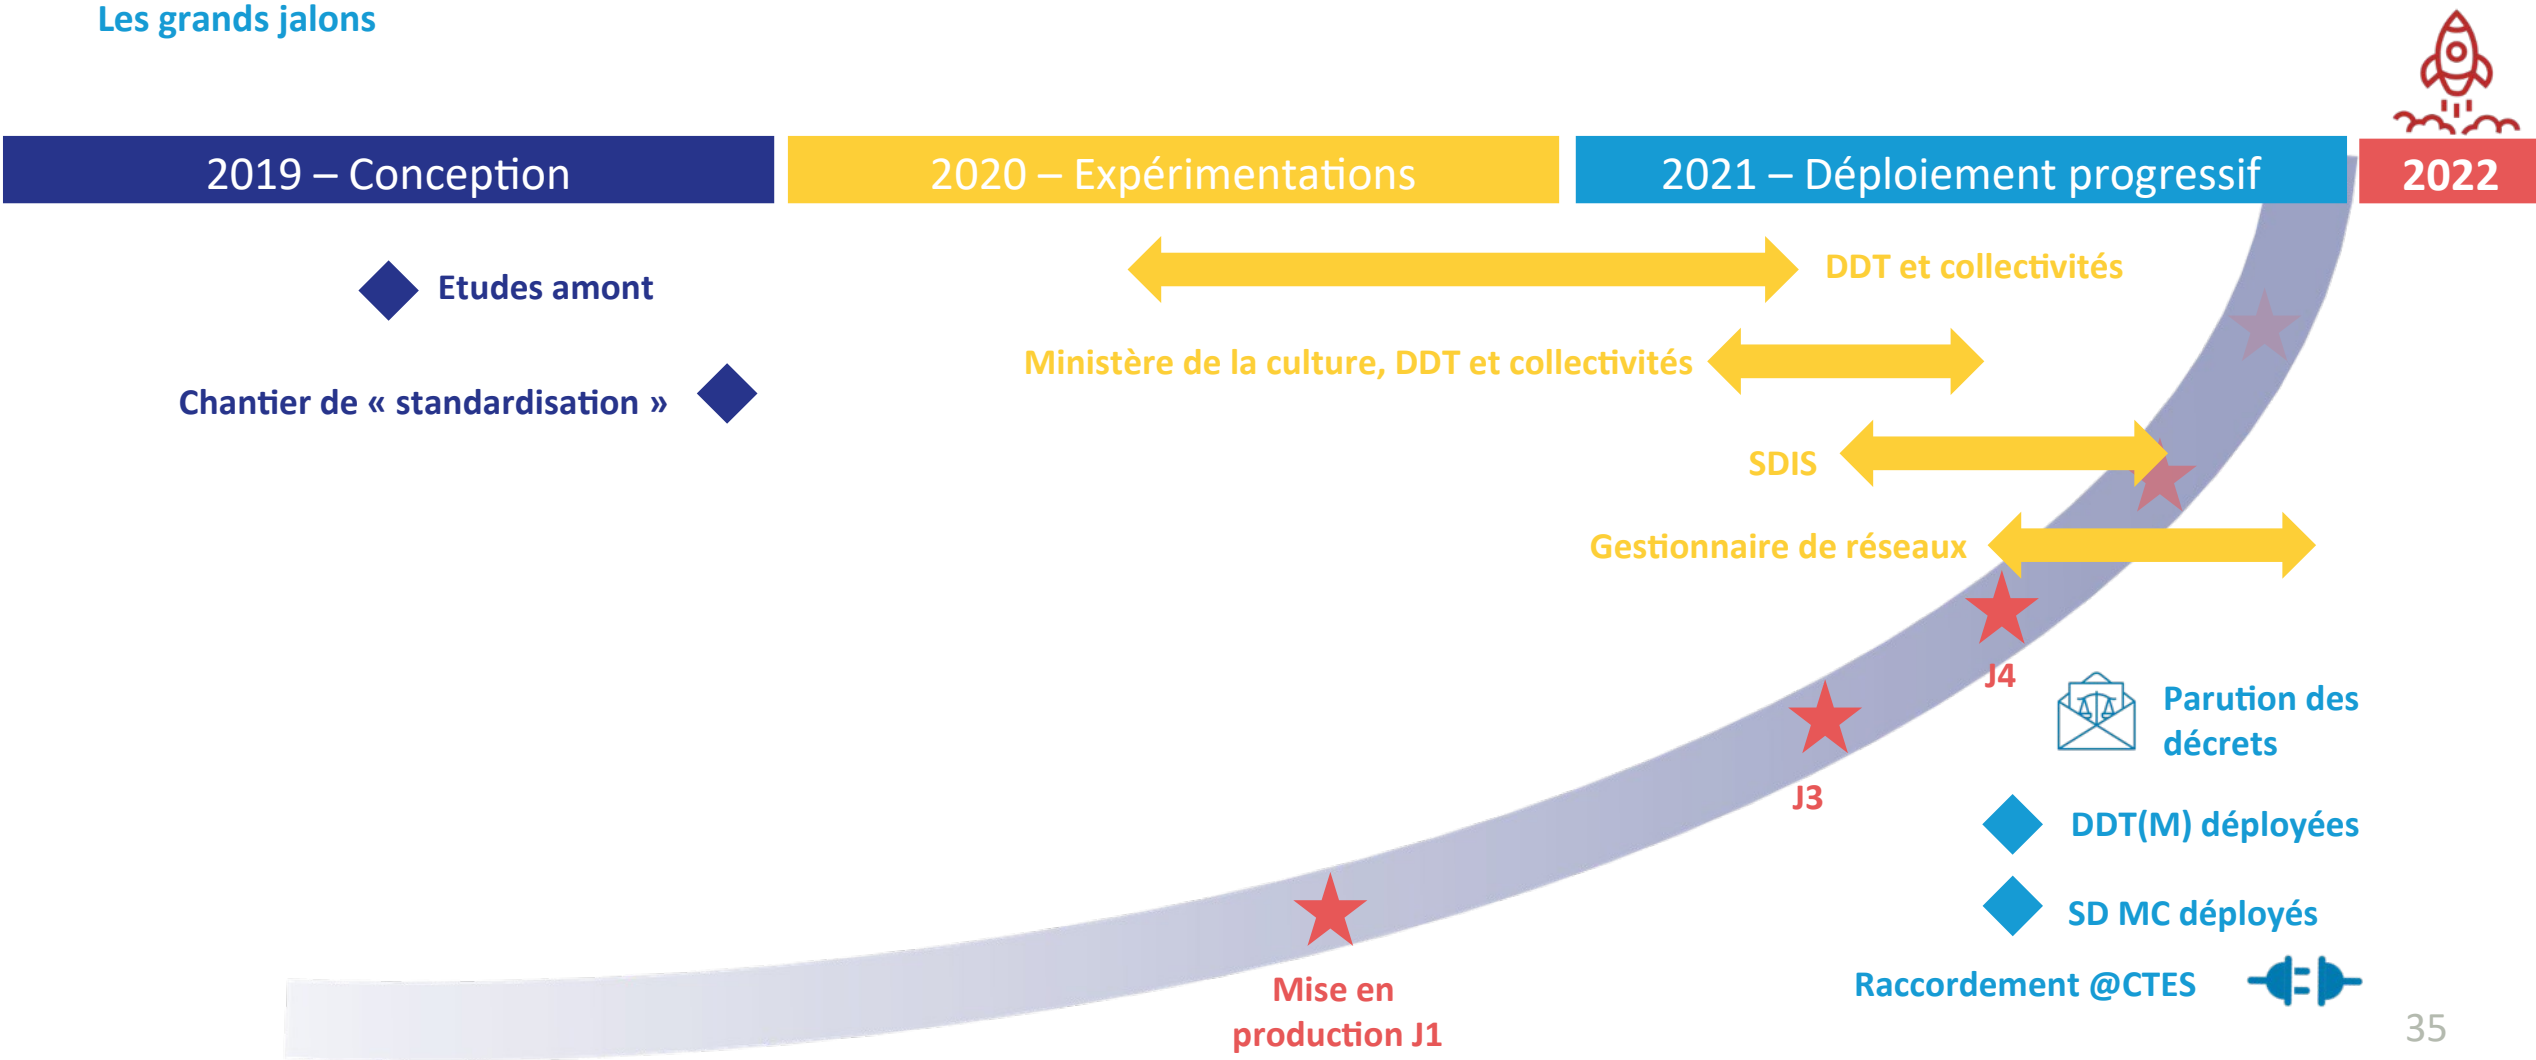 Les grands jalons
2019 – Conception
2020 – Expérimentations
2021 – Déploiement progressif
2022
Etudes amont
Chantier de « standardisation »
DDT et collectivités
Ministère de la culture, DDT et collectivités
SDIS
Gestionnaire de réseaux
J4
J3
Mise en
production J1
Parution des
décrets
DDT(M) déployées
SD MC déployés
Raccordement @CTES
35